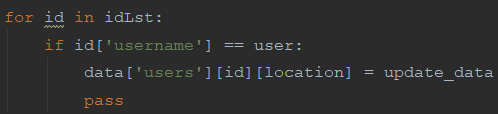 for id in idLst:
    if id['username'] == user:
        data['users'][id][location] = update_data
        pass